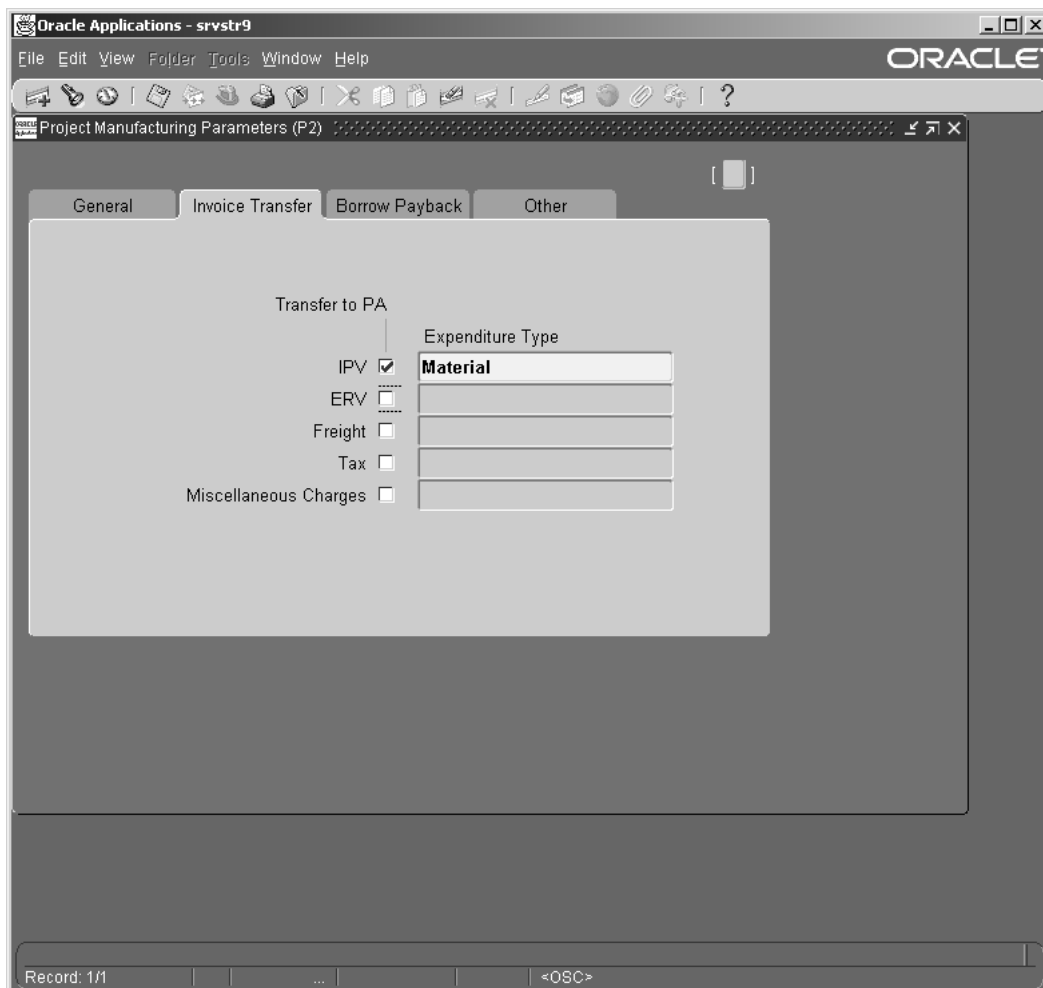 Oracle Applications - srvstr9
File Edit View Folder Tools Window Help
ORACLE
Project Manufacturing Parameters (P2)
[ ]
General Invoice Transfer Borrow Payback Other
Transfer to PA
Expenditure Type
IPV Material
ERV
Freight
Tax
Miscellaneous Charges
Record: 1/1 ... <OSC>